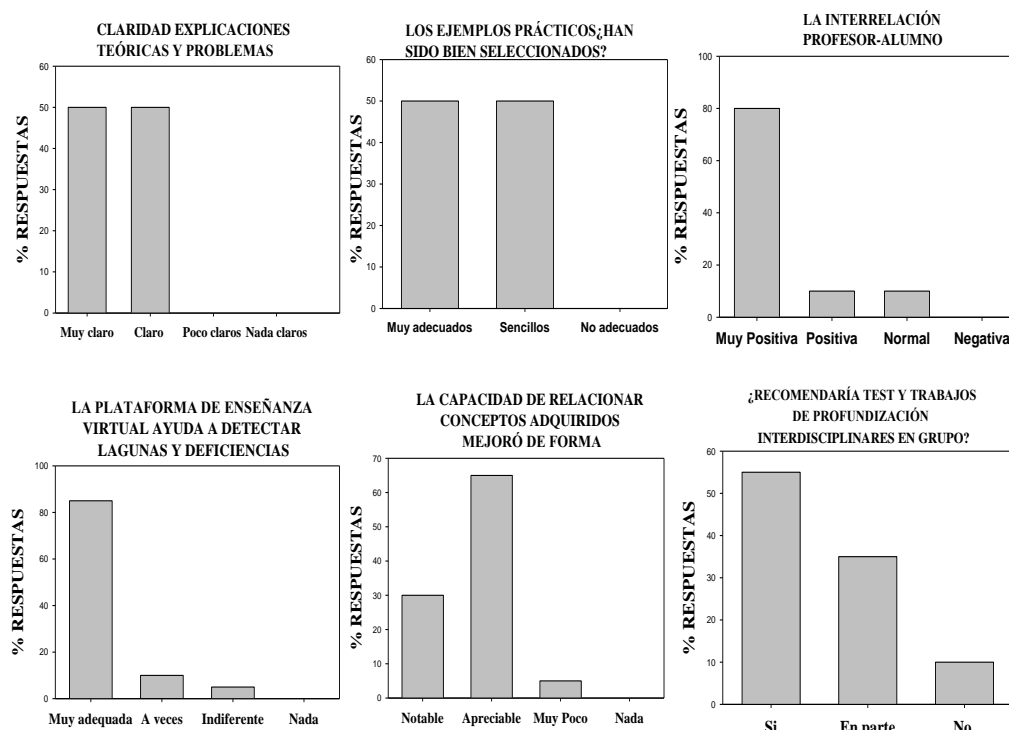 CLARIDAD EXPLICACIONES
TEÓRICAS Y PROBLEMAS
% RESPUESTAS
60
50
40
30
20
10
0
Muy claro Claro Poco claros Nada claros
LOS EJEMPLOS PRÁCTICOS¿HAN
SIDO BIEN SELECCIONADOS?
% RESPUESTAS
60
50
40
30
20
10
0
Muy adecuados Sencillos No adecuados
LA INTERRELACIÓN
PROFESOR-ALUMNO
% RESPUESTAS
100
80
60
40
20
0
Muy Positiva Positiva Normal Negativa
LA PLATAFORMA DE ENSEÑANZA
VIRTUAL AYUDA A DETECTAR
LAGUNAS Y DEFICIENCIAS
% RESPUESTAS
100
80
60
40
20
0
Muy adequada A veces Indiferente Nada
LA CAPACIDAD DE RELACIONAR
CONCEPTOS ADQUIRIDOS
MEJORÓ DE FORMA
% RESPUESTAS
70
60
50
40
30
20
10
0
Notable Apreciable Muy Poco Nada
¿RECOMENDARÍA TEST Y TRABAJOS
DE PROFUNDIZACIÓN
INTERDISCIPLINARES EN GRUPO?
% RESPUESTAS
60
50
40
30
20
10
0
Si En parte No